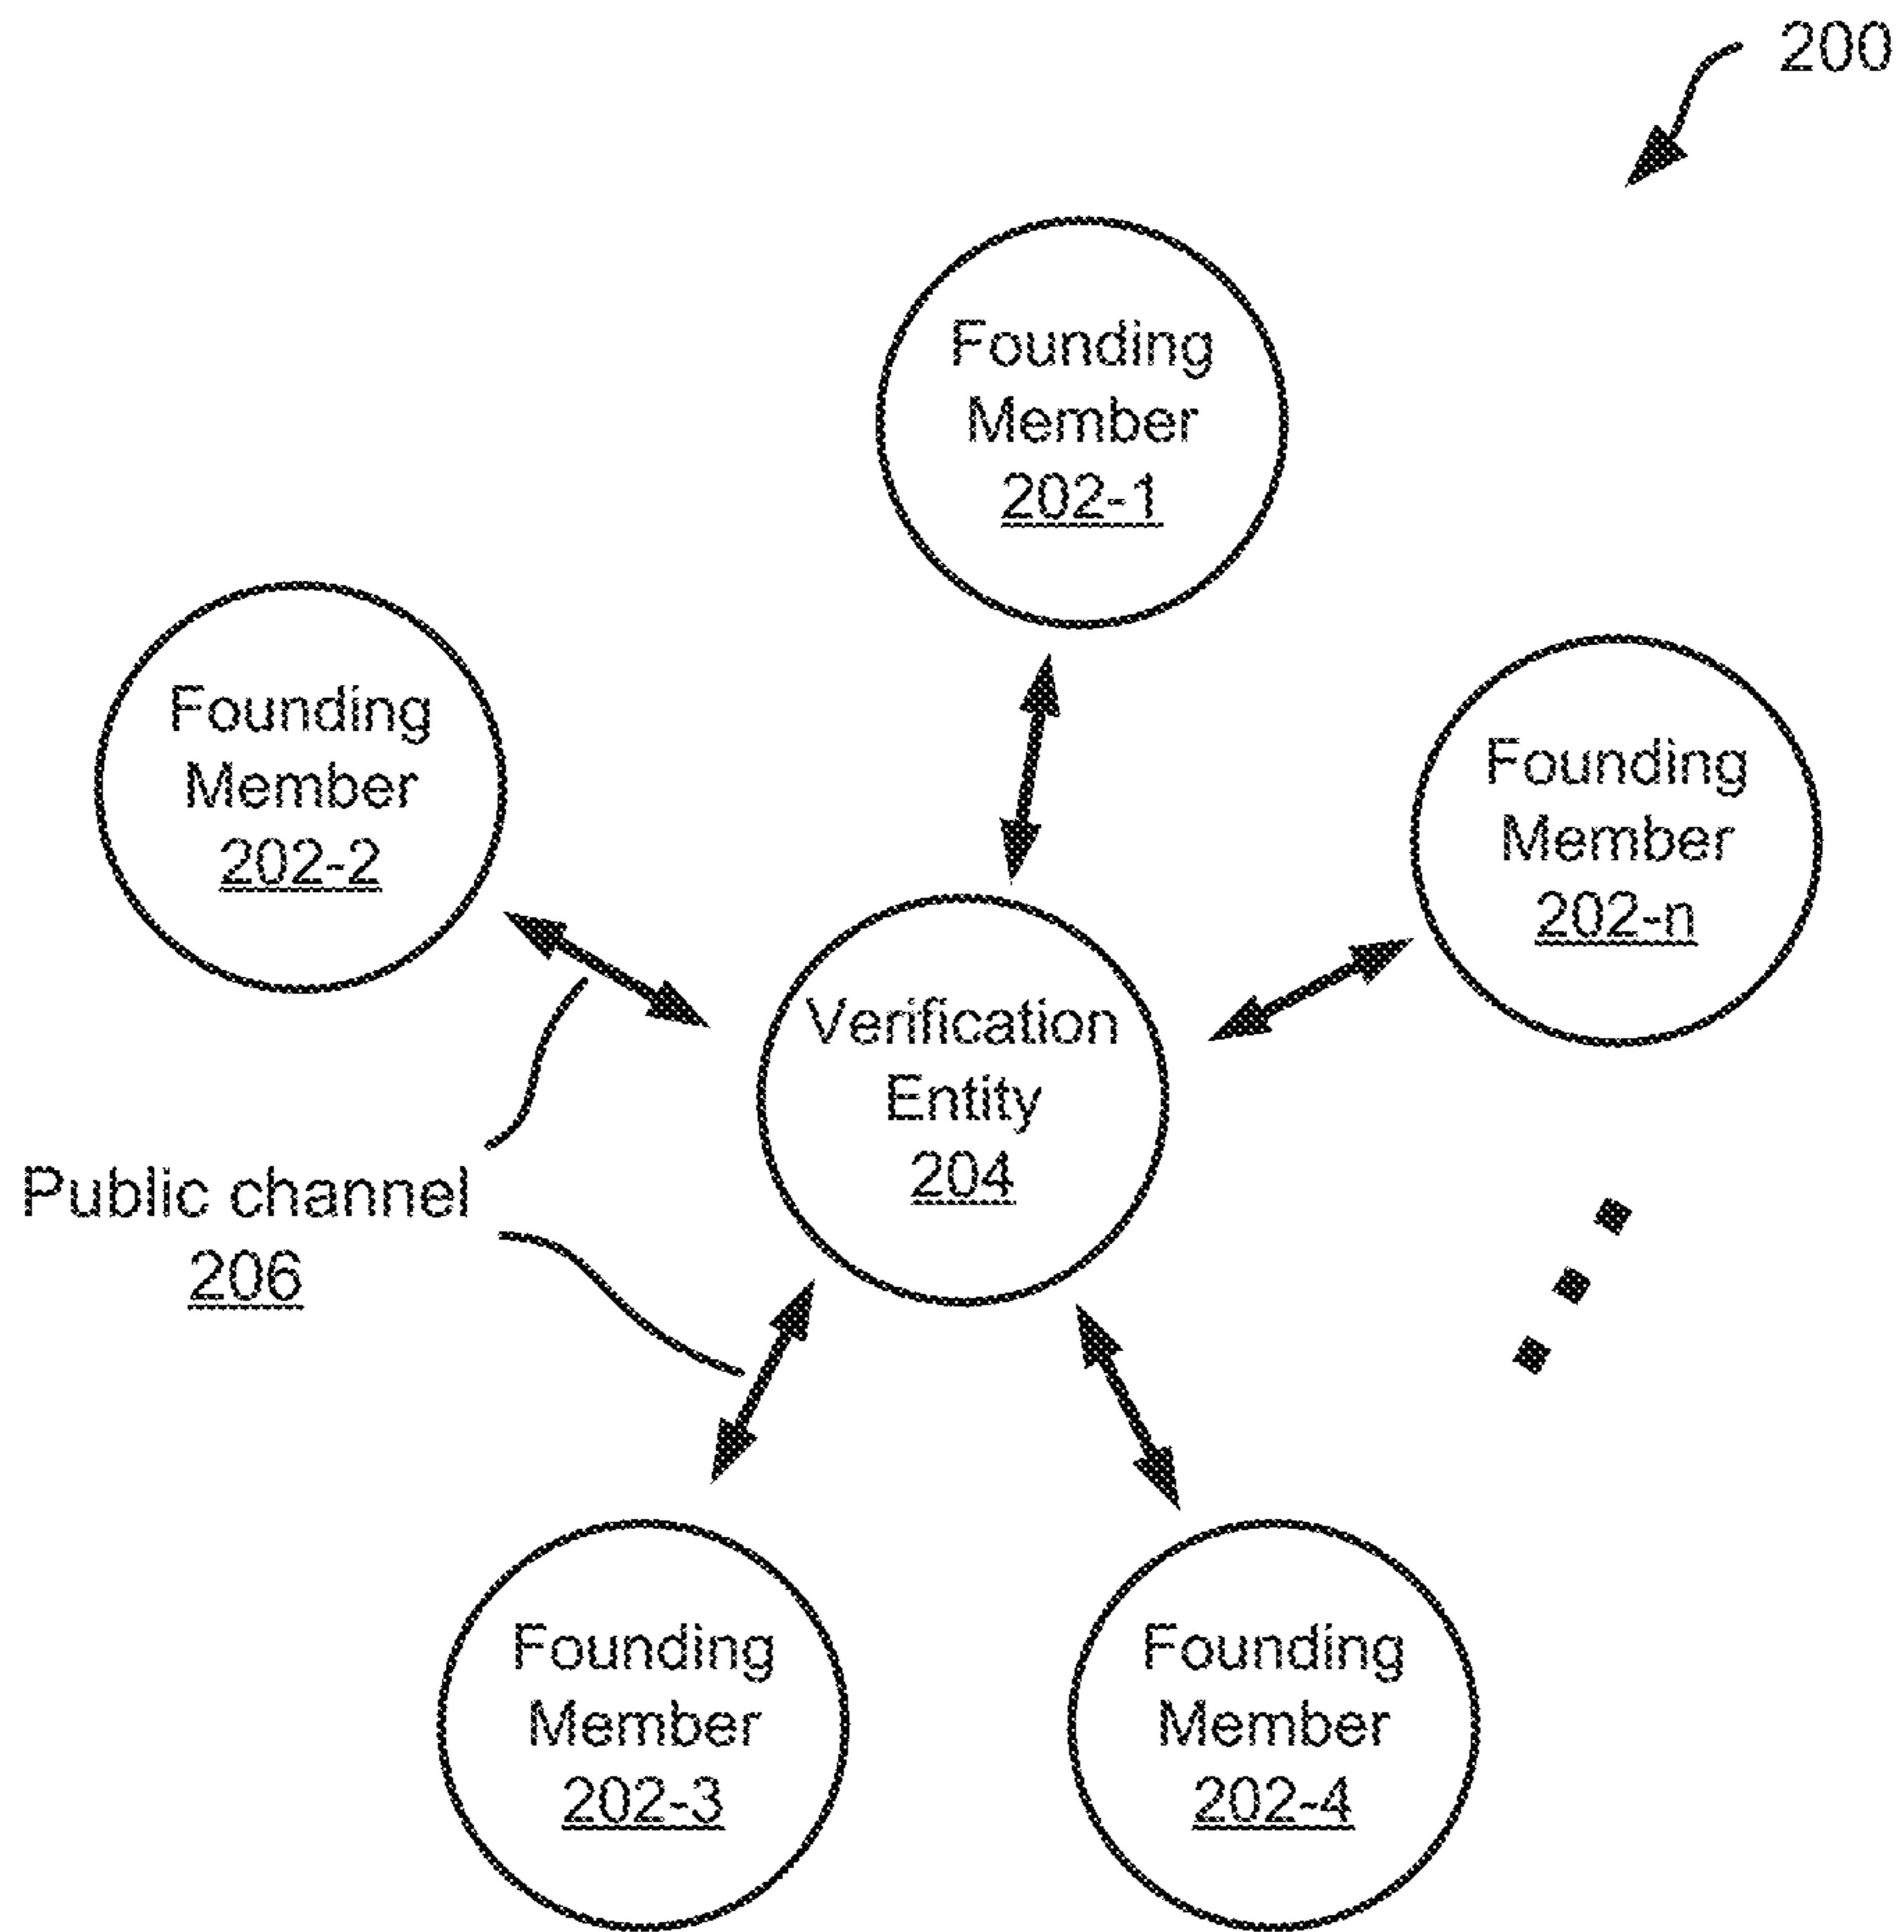 200
Founding
Member
202-1
Founding
Member
202-2
Founding
Member
202-n
Verification
Entity
204
Public channel
206
Founding
Member
202-3
Founding
Member
202-4